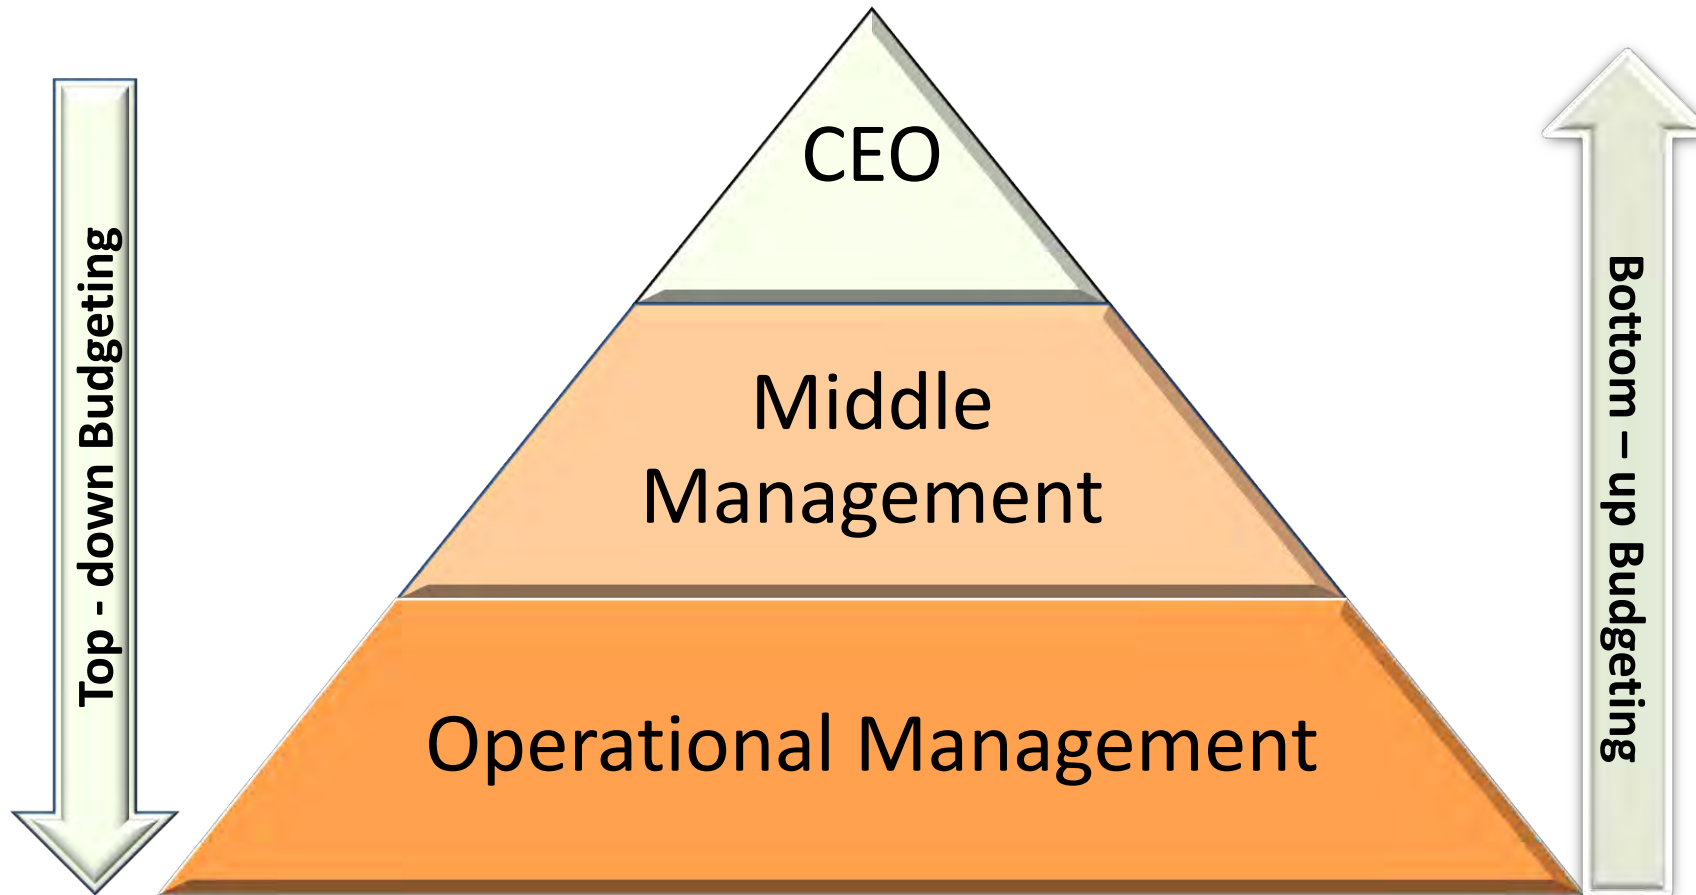 CEO
Middle
Management
Operational Management
Top - down Budgeting
Bottom – up Budgeting